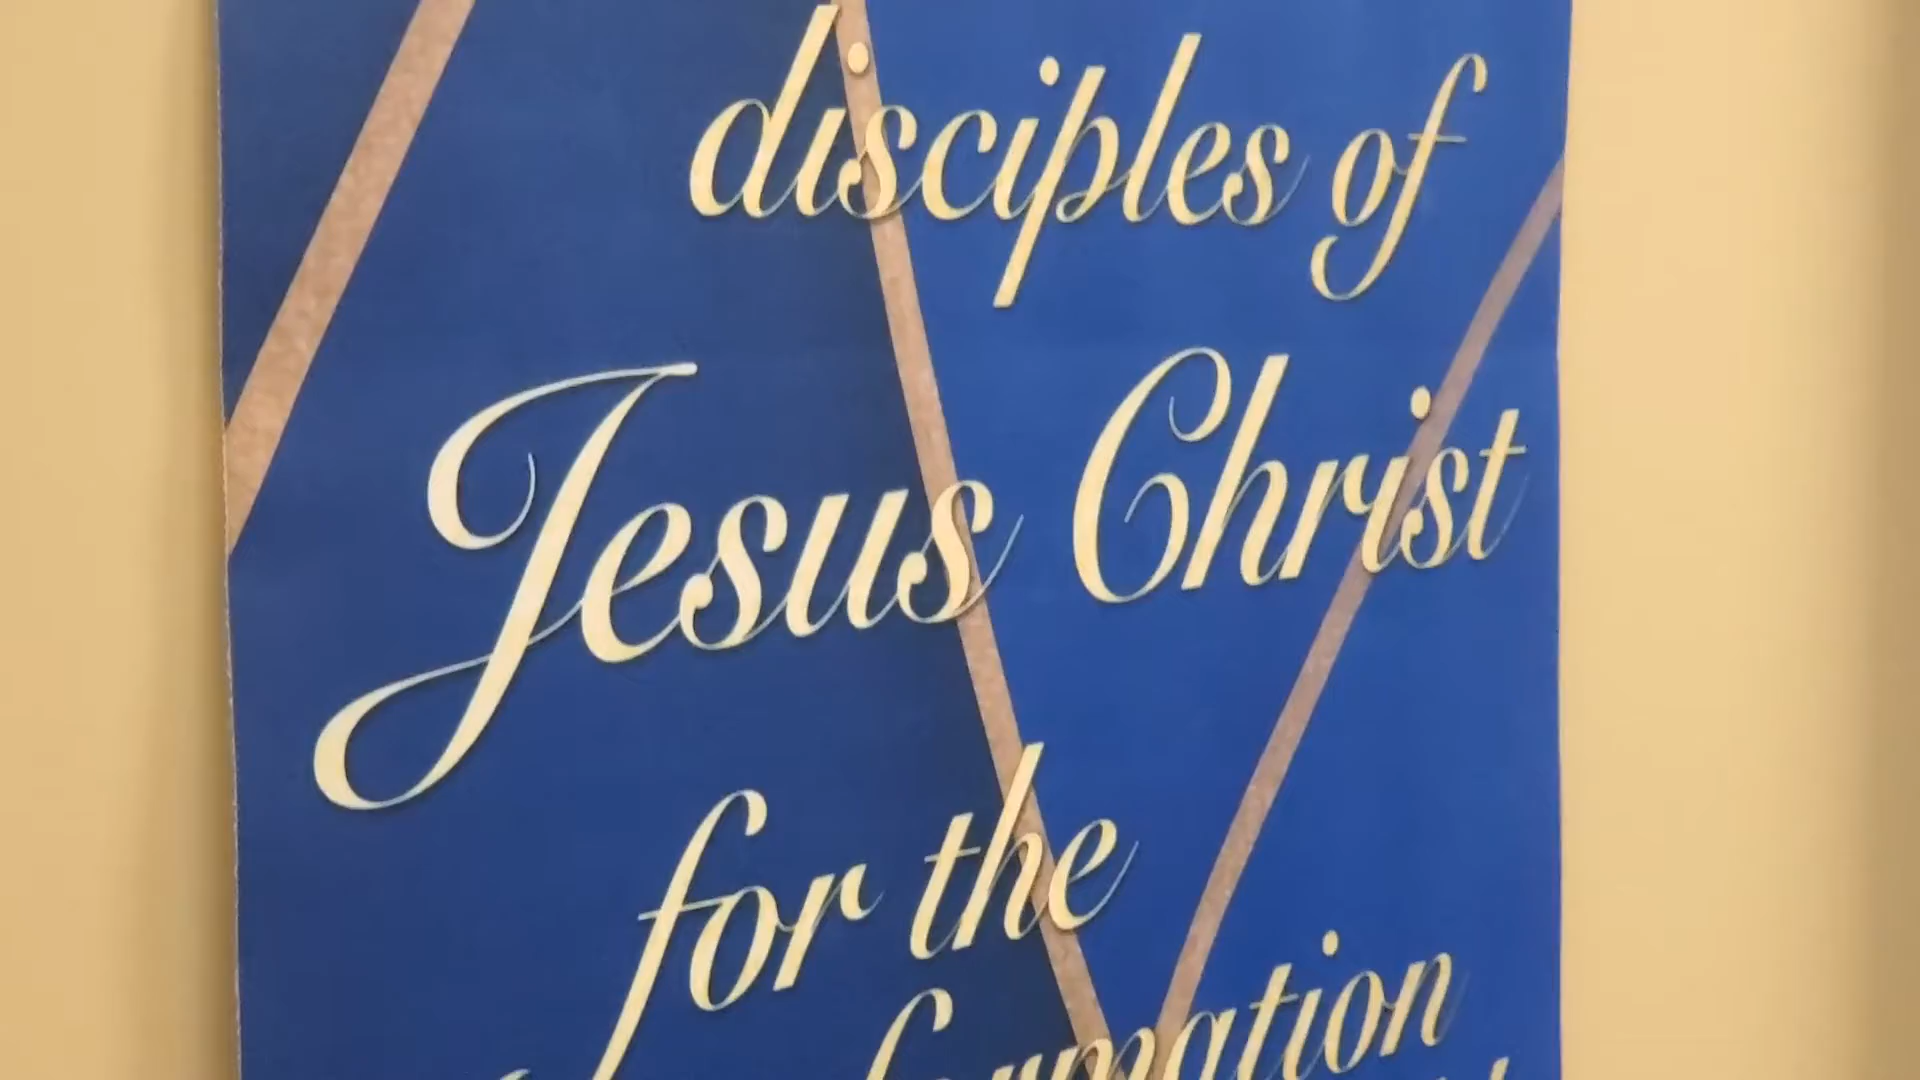 disciples of
Jesus Christ
for the